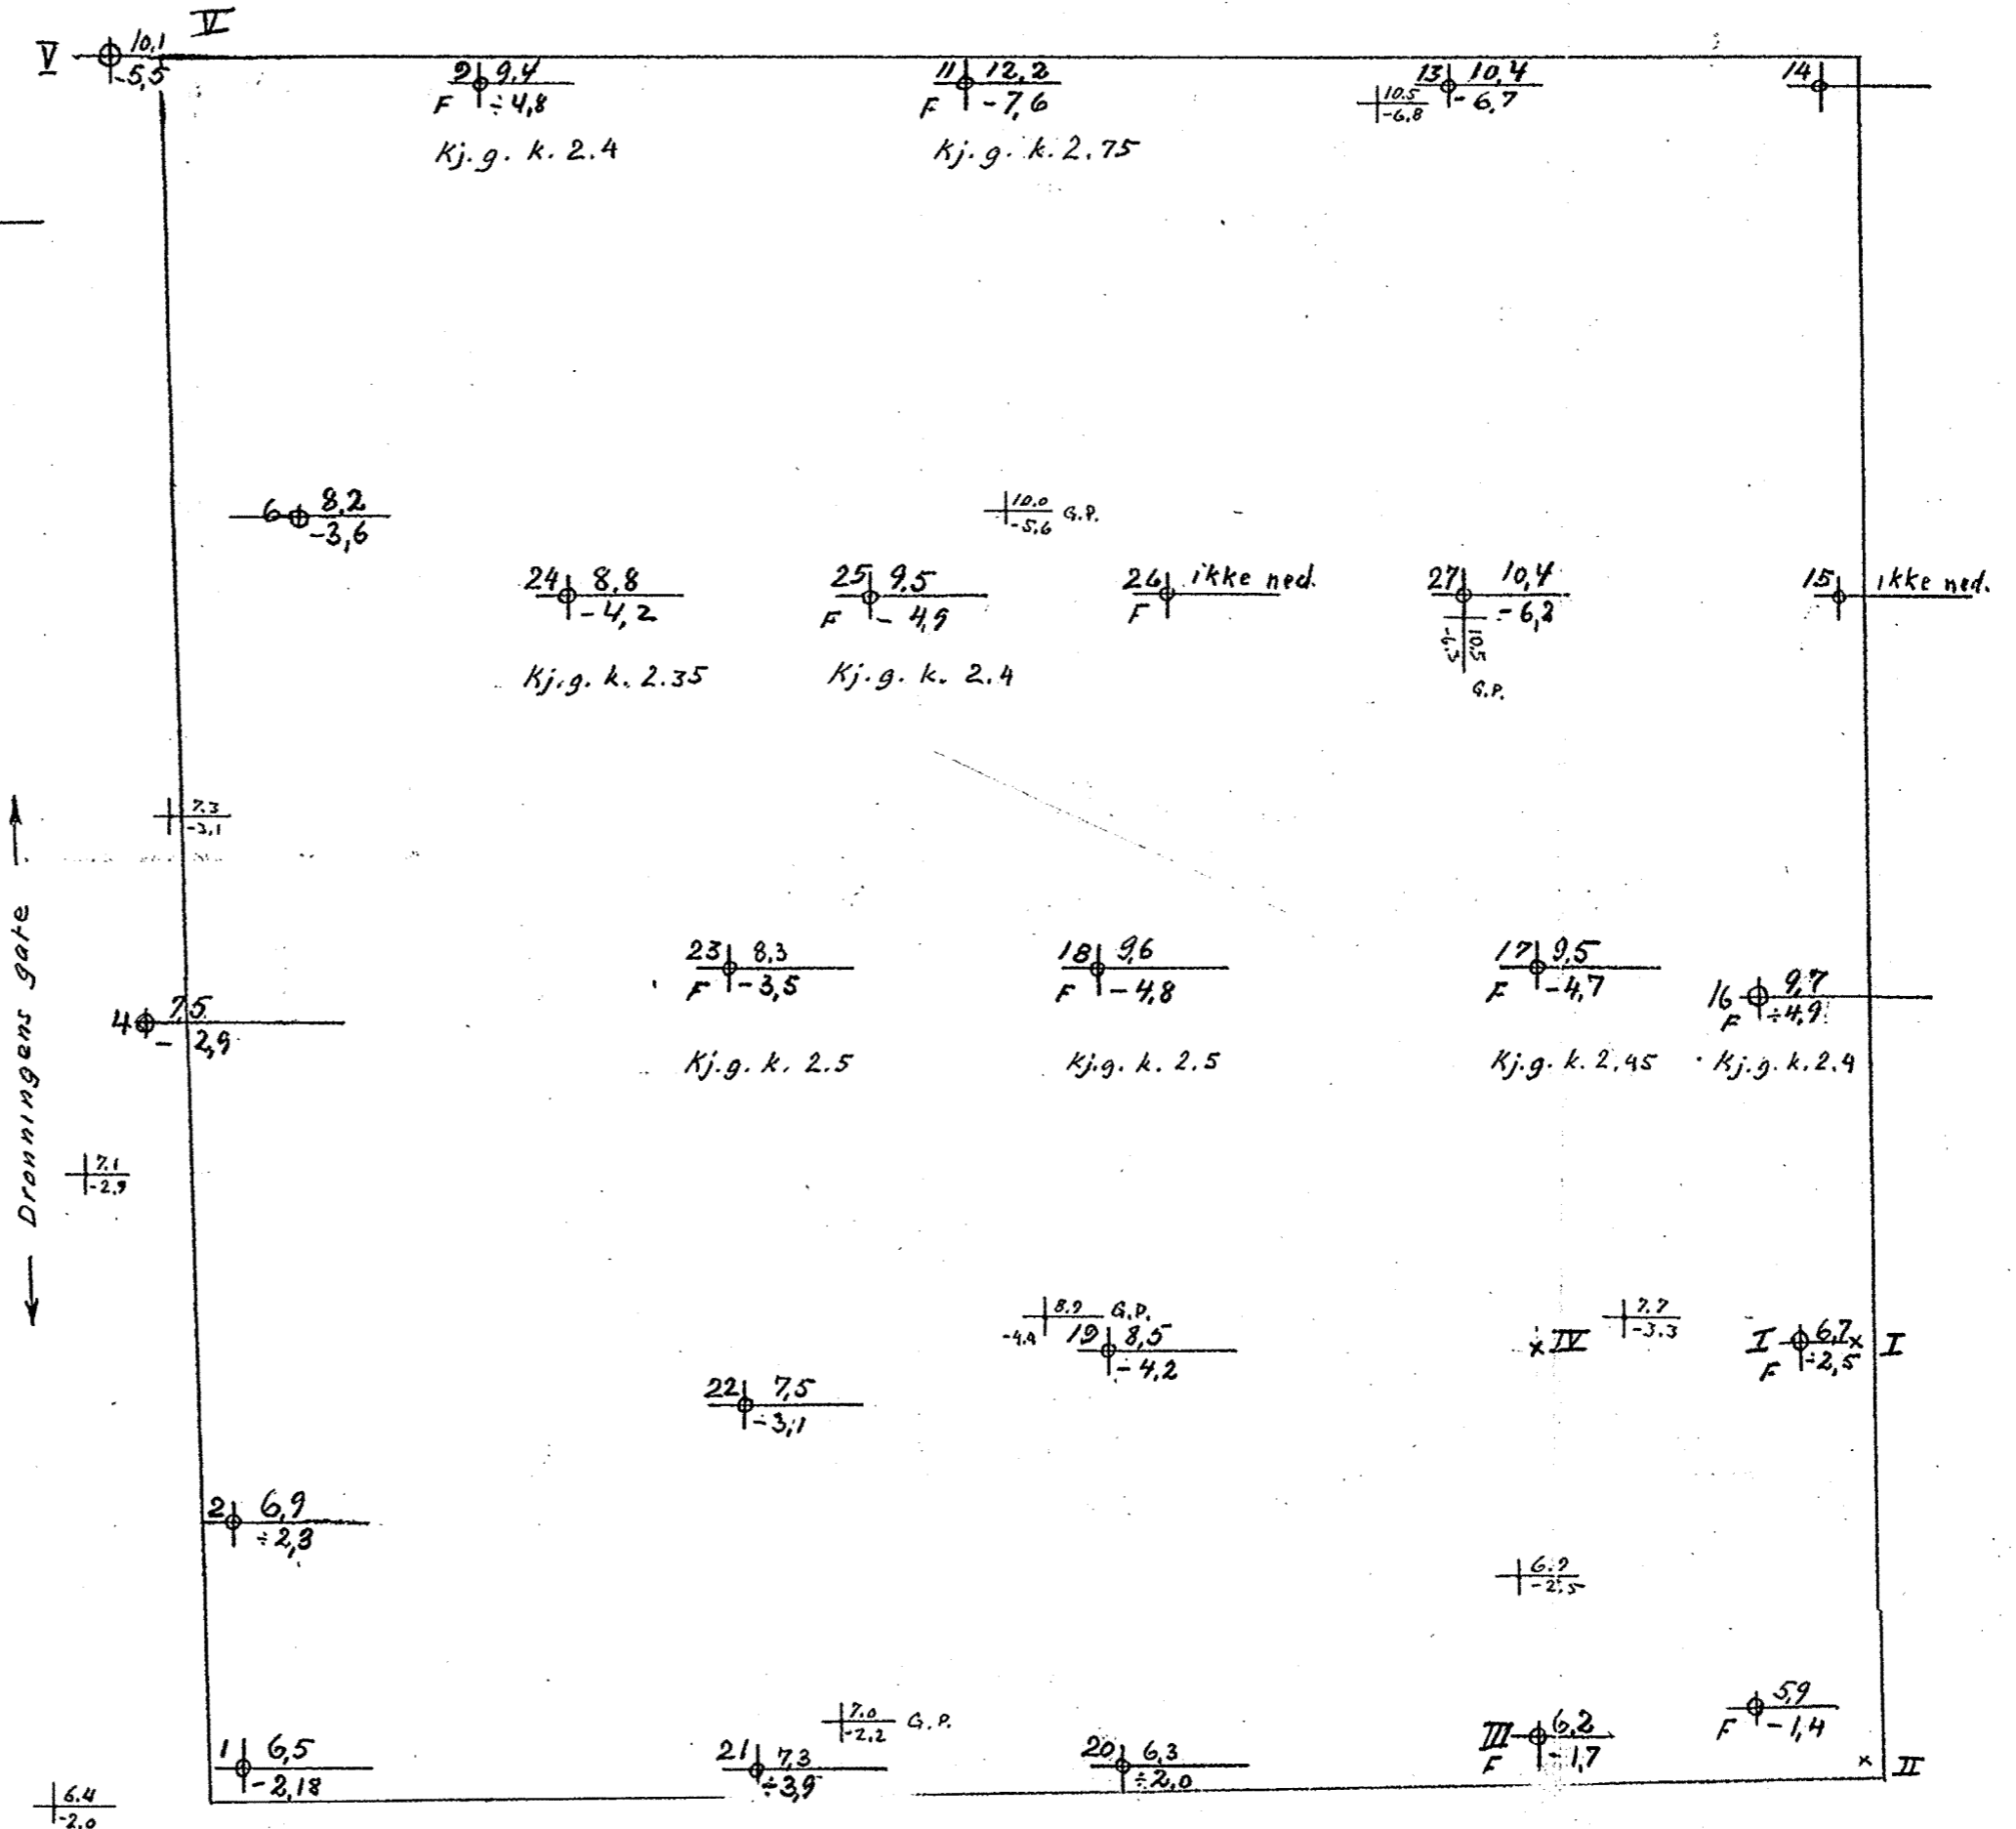 V
V 10,1
-5,5
9 9,4
F ÷4,8
Kj.g. k. 2.4
11 12,2
F -7,6
Kj.g. k. 2.75
10.5
-6.8
13 10,4
-6,7
14
6 8,2
-3,6
10.0
-5.6 G.P.
24 8,8
-4,2
Kj.g. k. 2.35
25 9,5
F -4,9
Kj.g. k. 2.4
26 ikke ned.
F
27 10,4
-6,2
10.5
G.P.
15 ikke ned.
7.3
-3,1
Dronningens gate
23 8,3
F -3,5
Kj.g. k. 2.5
18 9,6
F -4,8
Kj.g. k. 2.5
17 9,5
F -4,7
Kj.g. k. 2.45
16 9,7
F ÷4,9
Kj.g. k. 2.4
4 7,5
-2,9
7.1
-2.9
8.9 G.P.
-4.4
19 8,5
-4,2
x IV
7.7
-3.3
I 6,7 x I
F ÷2,5
22 7,5
-3,1
2 6,9
÷2,3
6.9
-2.5
7.0
-2.2 G.P.
5,9
F -1,4
1 6,5
-2,18
21 7,3
÷3,9
20 6,3
÷2,0
III 6,2
F -1,7
x II
6.4
-2.0